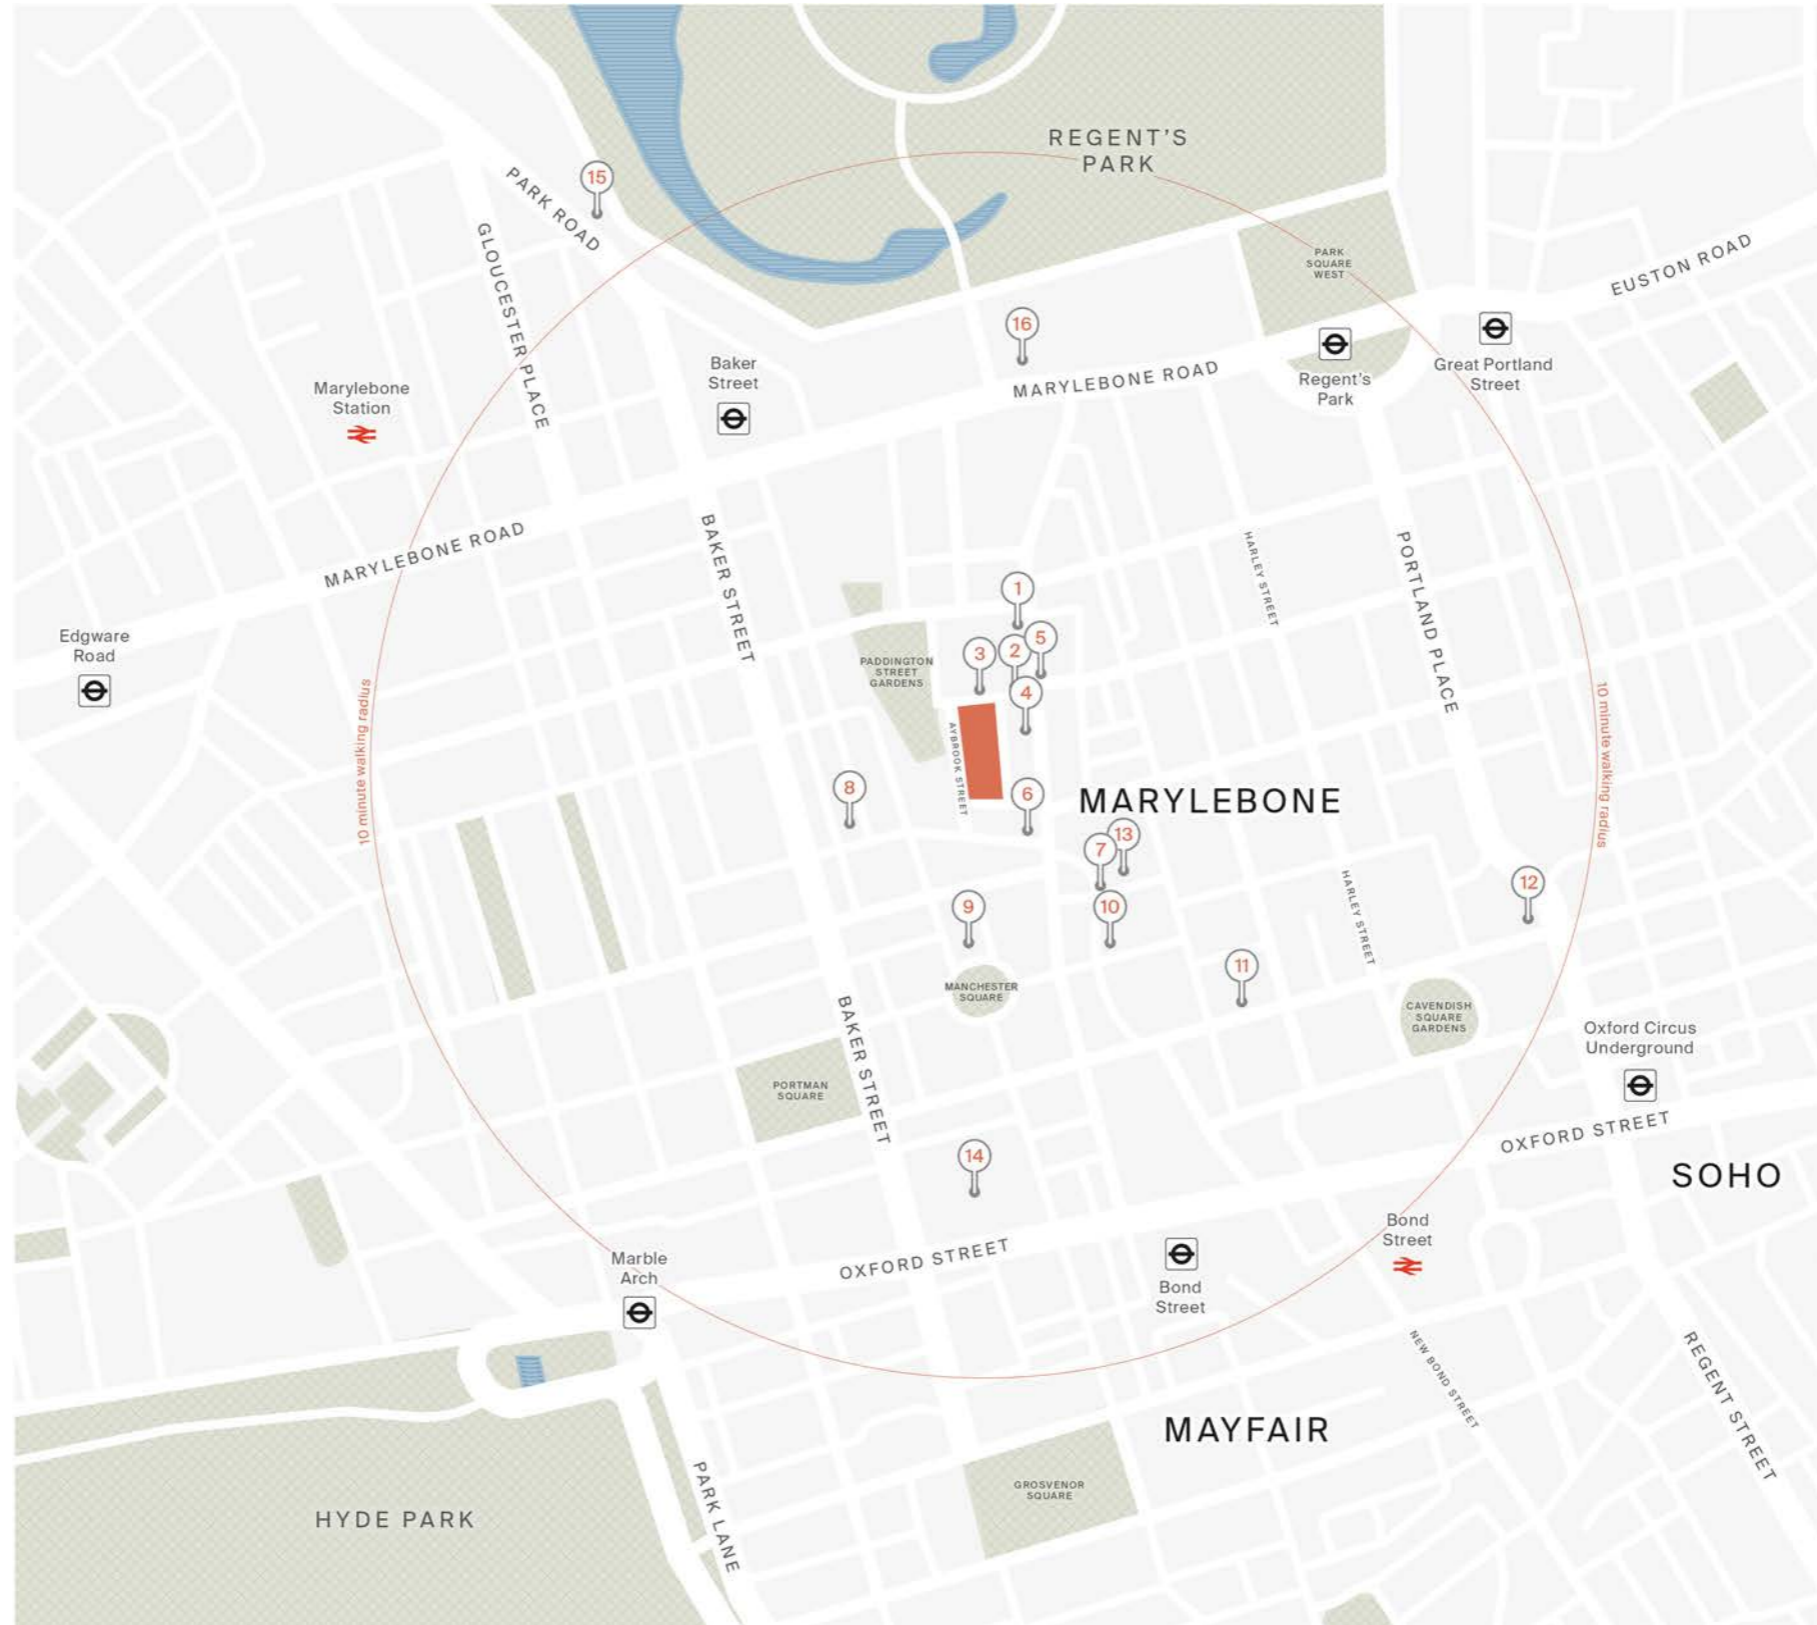 REGENT'S
PARK
15
PARK ROAD
GLOUCESTER PLACE
PARK
SQUARE
WEST
EUSTON ROAD
16
Baker
Street
Marylebone
Station
MARYLEBONE ROAD
Regent's
Park
Great Portland
Street
MARYLEBONE ROAD
BAKER STREET
HARLEY STREET
PORTLAND PLACE
1
Edgware
Road
5
2
3
PADDINGTON
STREET
GARDENS
4
10 minute walking radius
10 minute walking radius
AYBROOK STREET
8
6
MARYLEBONE
13
7
12
9
10
HARLEY STREET
11
MANCHESTER
SQUARE
CAVENDISH
SQUARE
GARDENS
BAKER STREET
Oxford Circus
Underground
PORTMAN
SQUARE
OXFORD STREET
14
SOHO
Bond
Street
Marble
Arch
OXFORD STREET
Bond
Street
NEW BOND STREET
REGENT STREET
MAYFAIR
PARK LANE
GROSVENOR
SQUARE
HYDE PARK